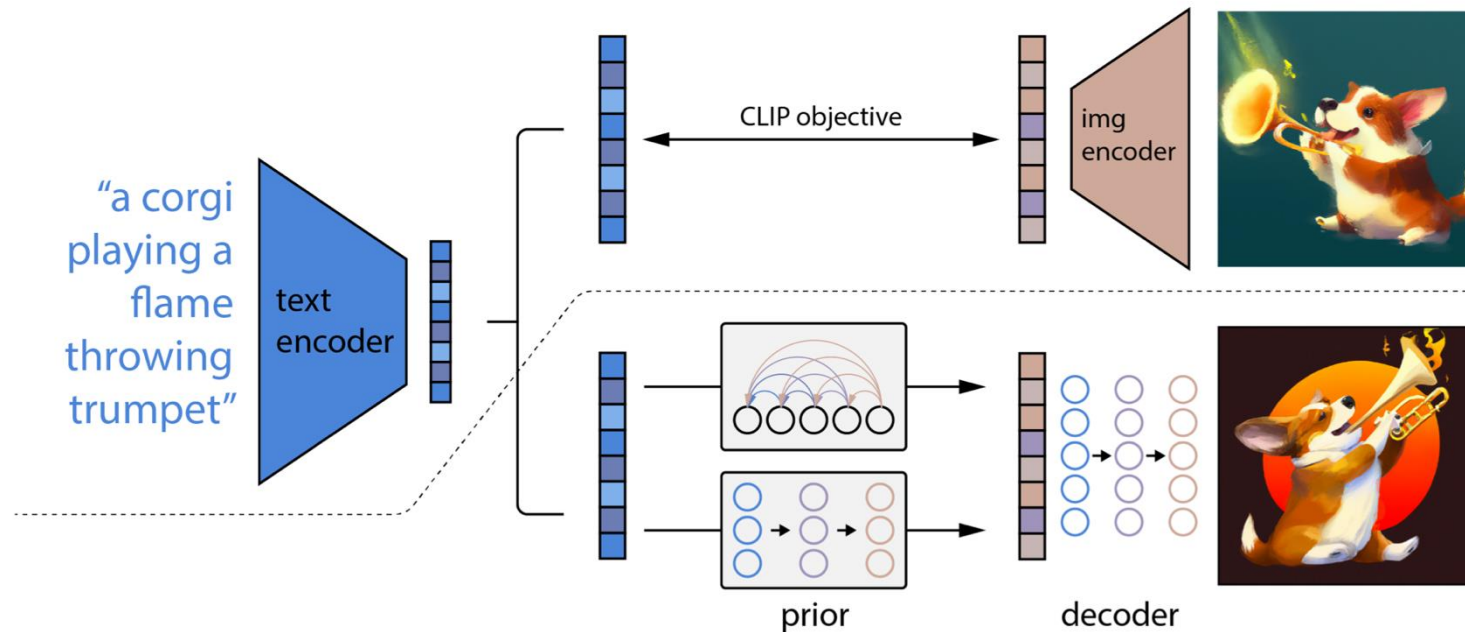 “a corgi
playing a
flame
throwing
trumpet”
text
encoder
CLIP objective
img
encoder
prior
decoder